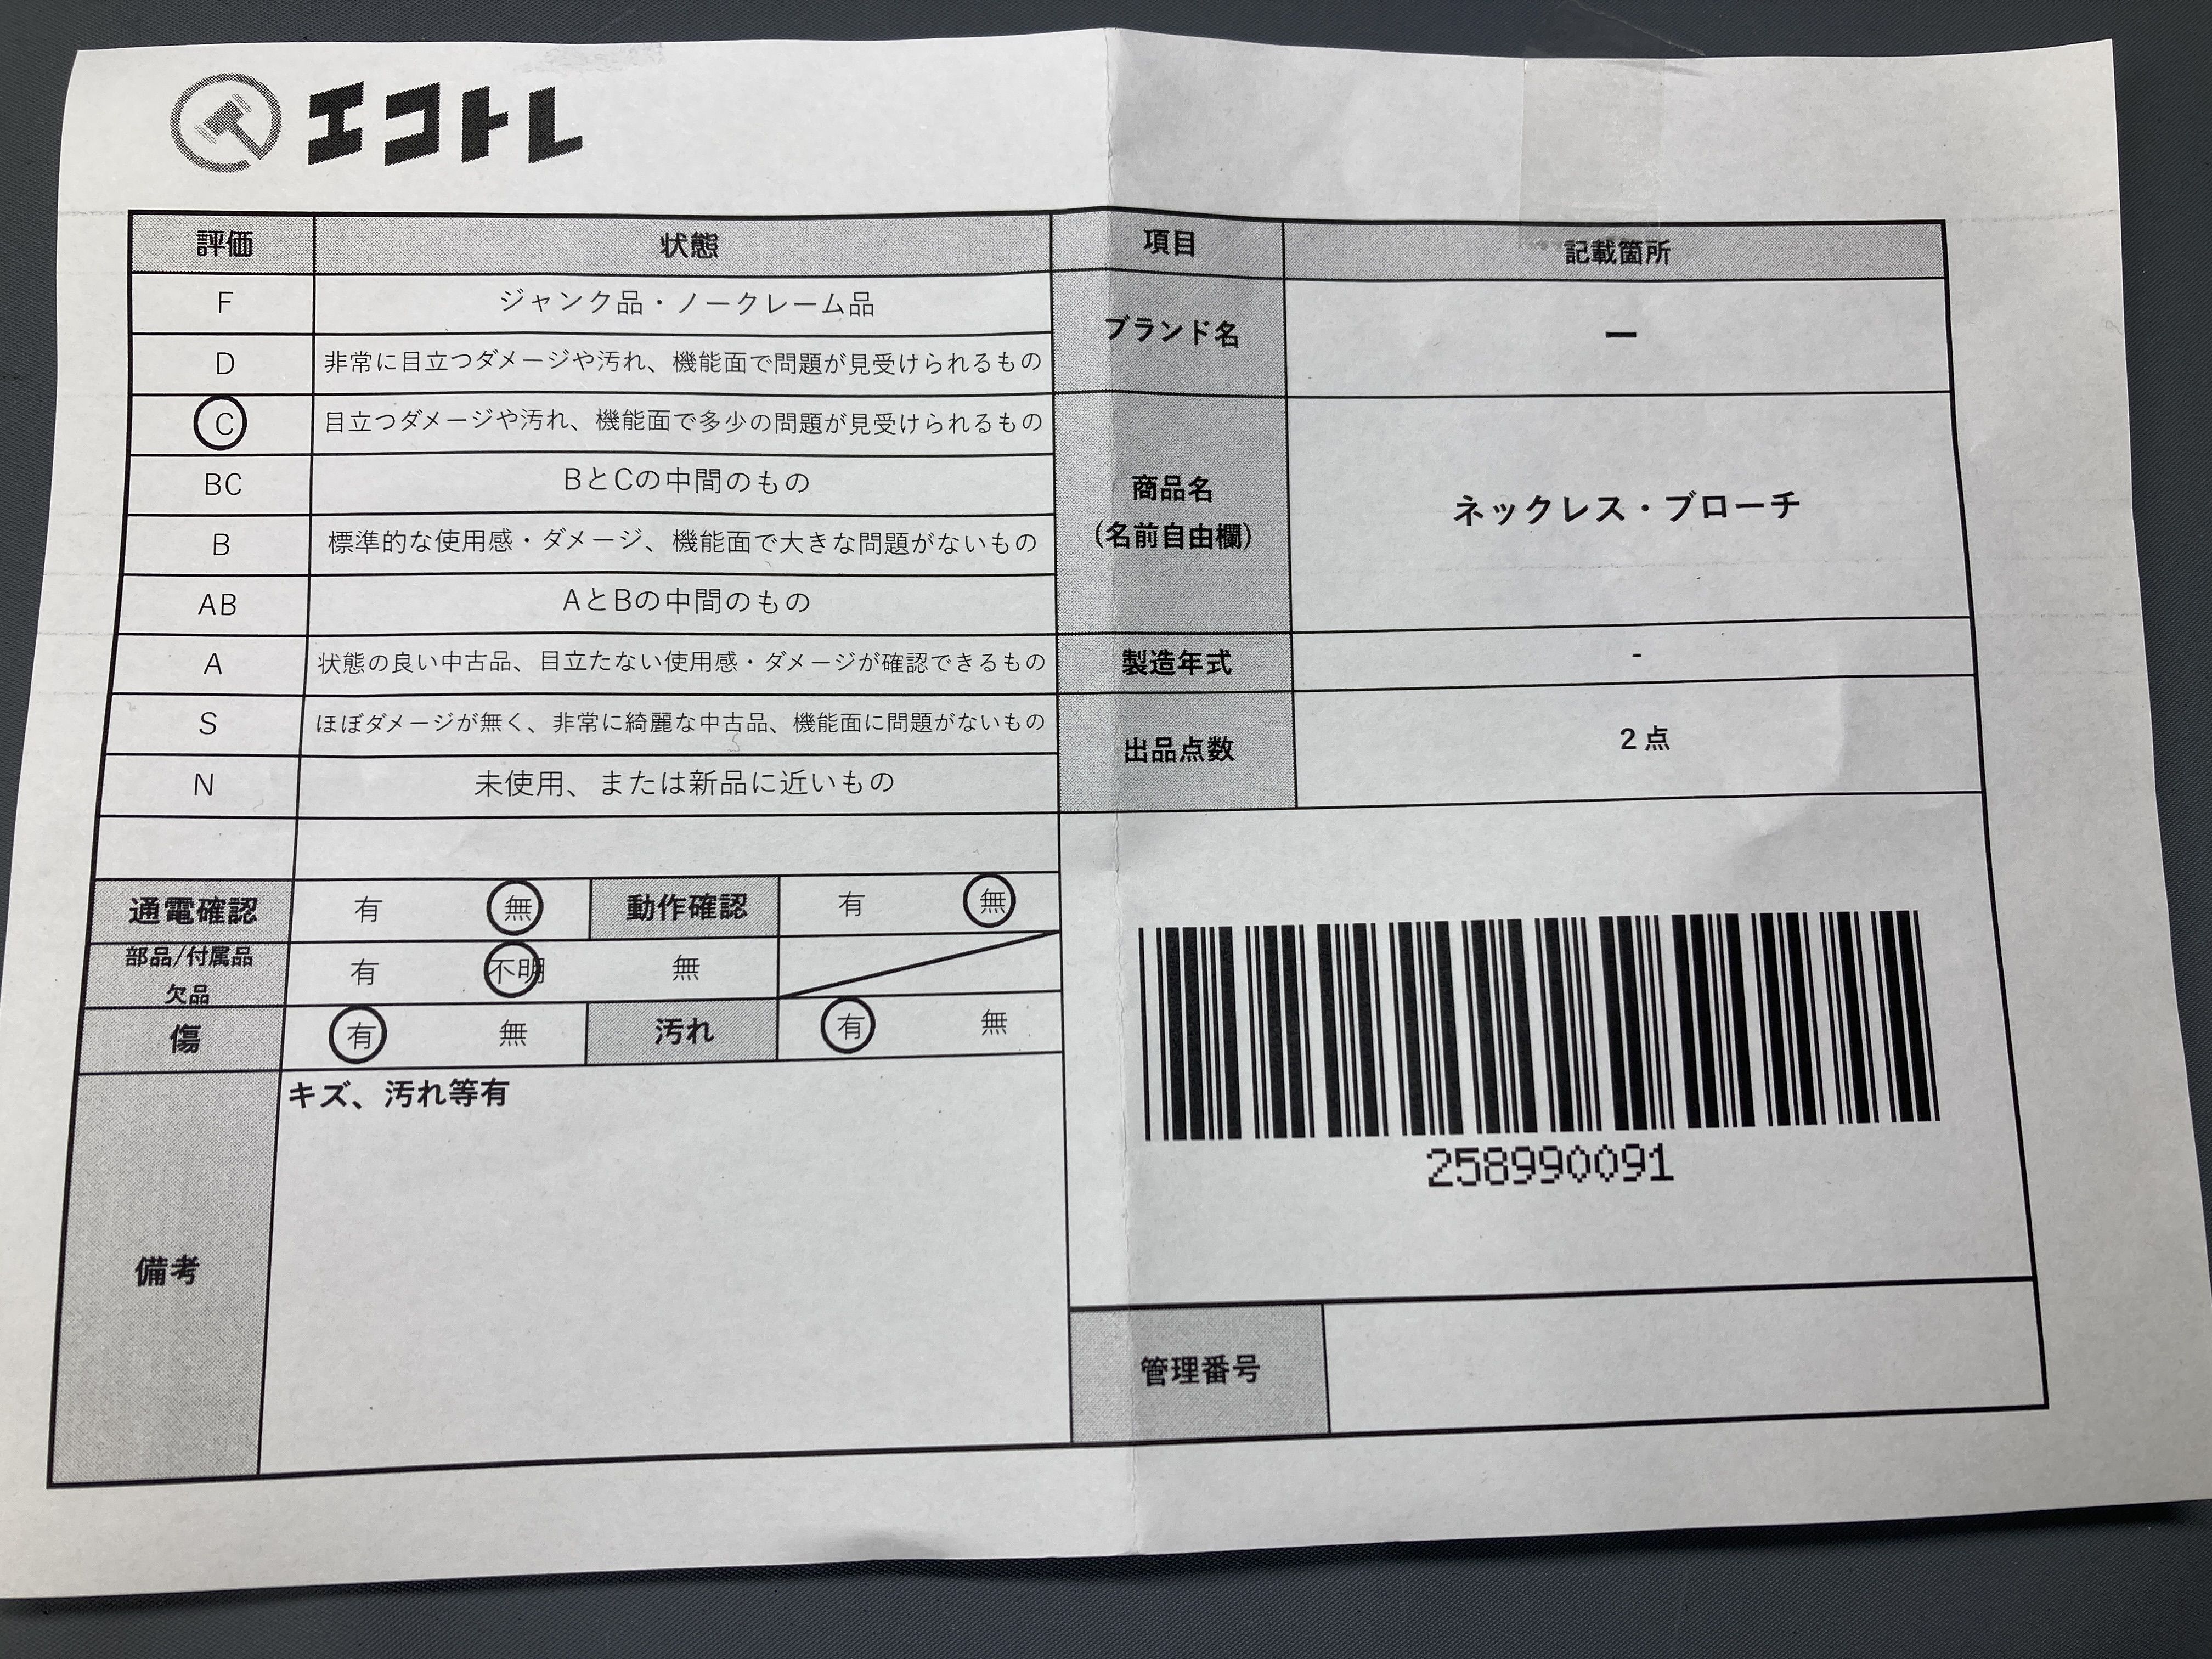 エコトレ
評価 状態 項目 記載箇所
F ジャンク品・ノークレーム品
D 非常に目立つダメージや汚れ、機能面で問題が見受けられるもの
ブランド名 ー
C 目立つダメージや汚れ、機能面で多少の問題が見受けられるもの
BC BとCの中間のもの
商品名
(名前自由欄)
ネックレス・ブローチ
B 標準的な使用感・ダメージ、機能面で大きな問題がないもの
AB AとBの中間のもの
A 状態の良い中古品、目立たない使用感・ダメージが確認できるもの
製造年式 -
S ほぼダメージが無く、非常に綺麗な中古品、機能面に問題がないもの
出品点数 2点
N 未使用、または新品に近いもの
通電確認 有 無 動作確認 有 無
部品/付属品
欠品
有 不明 無
傷 有 無 汚れ 有 無
備考
キズ、汚れ等有
258990091
管理番号